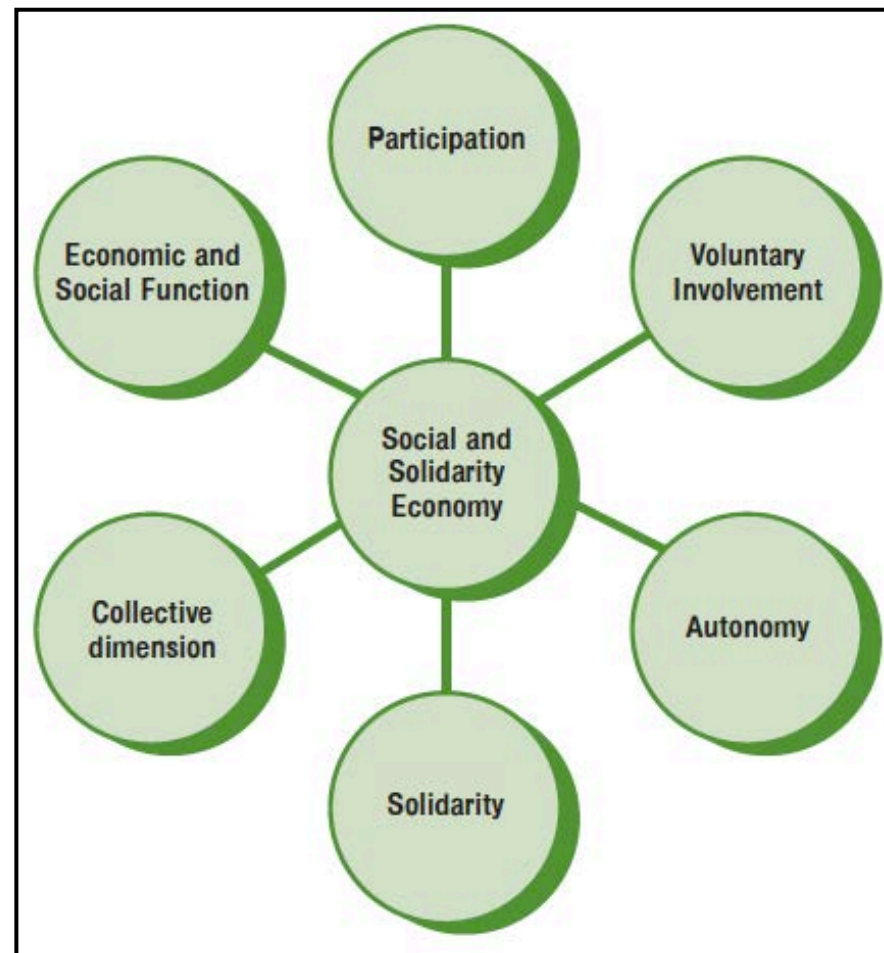 Participation
Economic and
Social Function
Voluntary
Involvement
Social and
Solidarity
Economy
Collective
dimension
Autonomy
Solidarity